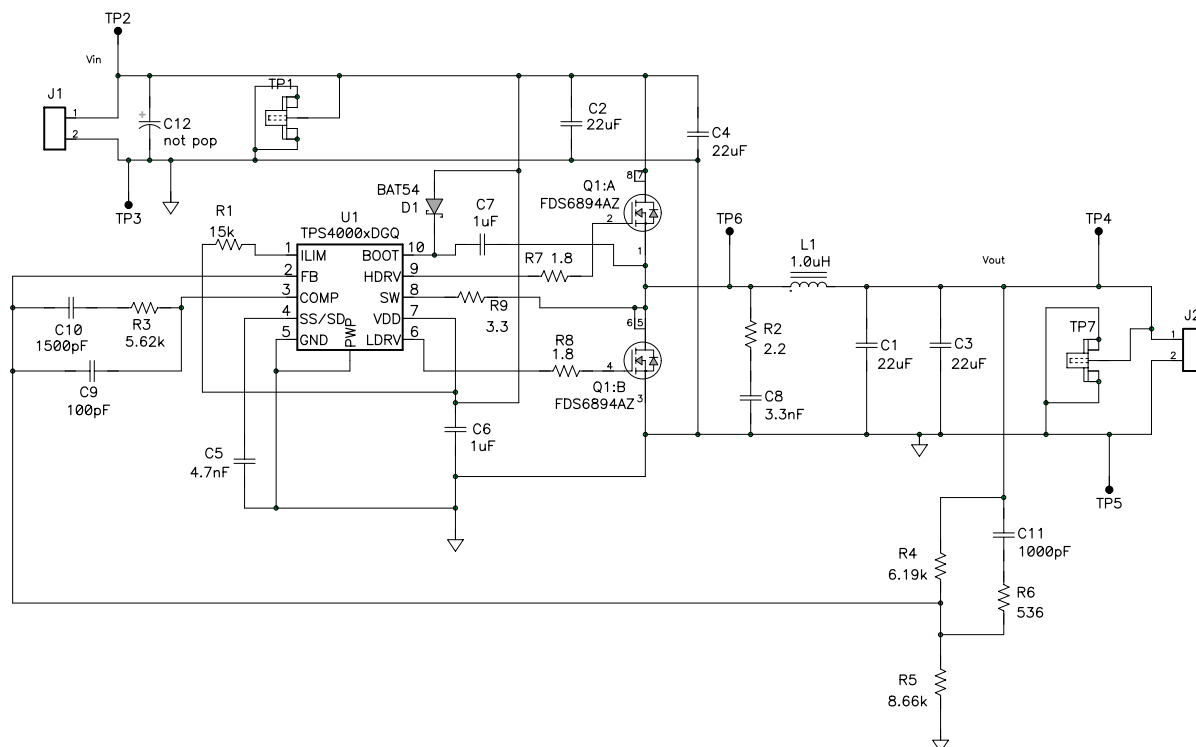 TP2
Vin
J1
1
2
+
C12
not pop
TP1
C2
22uF
C4
22uF
TP3
BAT54
D1
C7
1uF
Q1:A
FDS6894AZ
8
7
2
1
R1
15k
U1
TPS4000xDGQ
1
ILIM
BOOT
10
2
FB
HDRV
9
3
COMP
SW
8
4
SS/SD
VDD
7
5
GND
PWP
LDRV
6
R7 1.8
R9
3.3
R8
1.8
6
5
4
3
Q1:B
FDS6894AZ
C10
1500pF
R3
5.62k
C9
100pF
C5
4.7nF
C6
1uF
TP6
L1
1.0uH
Vout
TP4
R2
2.2
C8
3.3nF
C1
22uF
C3
22uF
TP7
J2
1
2
TP5
R4
6.19k
C11
1000pF
R6
536
R5
8.66k